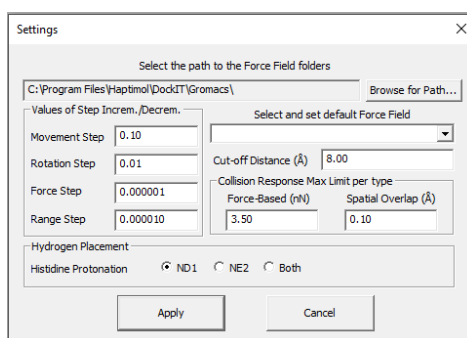 Settings
Select the path to the Force Field folders
C:\Program Files\Haptimol\DockIT\Gromacs\ Browse for Path...
Values of Step Increm./Decrem.
Movement Step 0.10
Rotation Step 0.01
Force Step 0.000001
Range Step 0.000010
Select and set default Force Field
Cut-off Distance (Å) 8.00
Collision Response Max Limit per type
Force-Based (nN) Spatial Overlap (Å)
3.50 0.10
Hydrogen Placement
Histidine Protonation ND1 NE2 Both
Apply Cancel